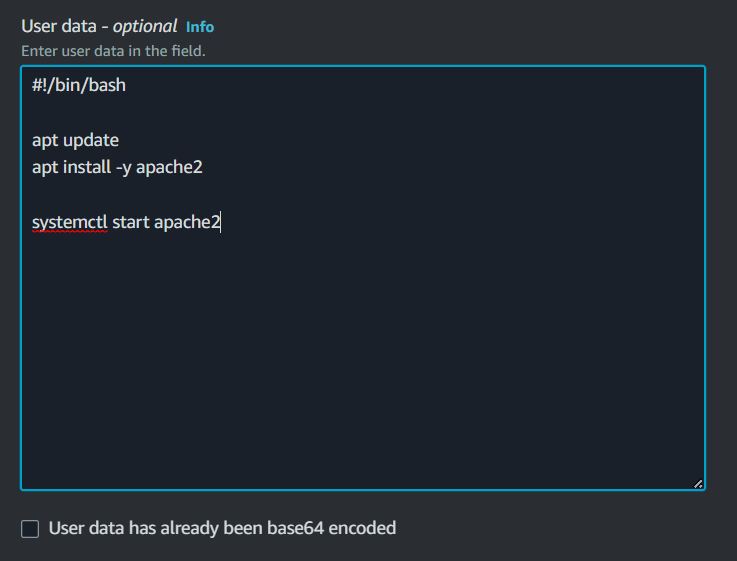 User data - optional Info
Enter user data in the field.
#!/bin/bash
apt update
apt install -y apache2
systemctl start apache2
User data has already been base64 encoded